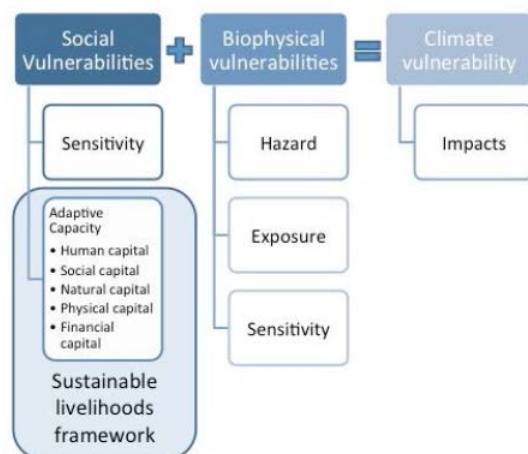 Social
Vulnerabilities
+
Biophysical
vulnerabilities
=
Climate
vulnerability
Sensitivity
Adaptive
Capacity
• Human capital
• Social capital
• Natural capital
• Physical capital
• Financial
capital
Sustainable
livelihoods
framework
Hazard
Exposure
Sensitivity
Impacts